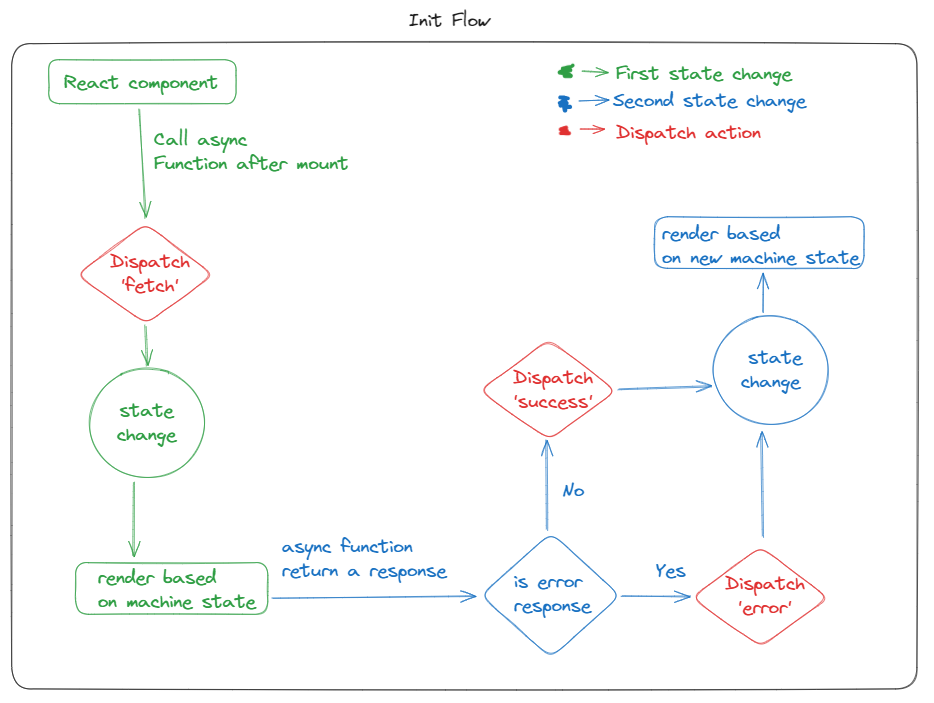 Init Flow
React component
First state change
Second state change
Dispatch action
Call async
Function after mount
Dispatch
'fetch'
state
change
render based
on machine state
async function
return a response
is error
response
No
Dispatch
'success'
Yes
Dispatch
'error'
state
change
render based
on new machine state